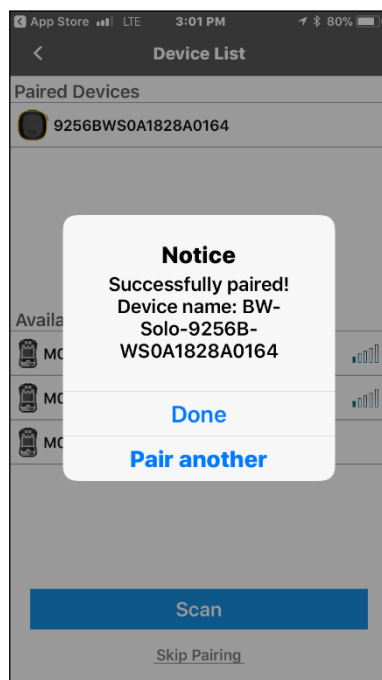 App Store LTE 3:01 PM 80%
Device List
Paired Devices
9256BWS0A1828A0164
Notice
Successfully paired!
Device name: BW-
Solo-9256B-
WS0A1828A0164
Availa
MC
MC
MC
Done
Pair another
Scan
Skip Pairing